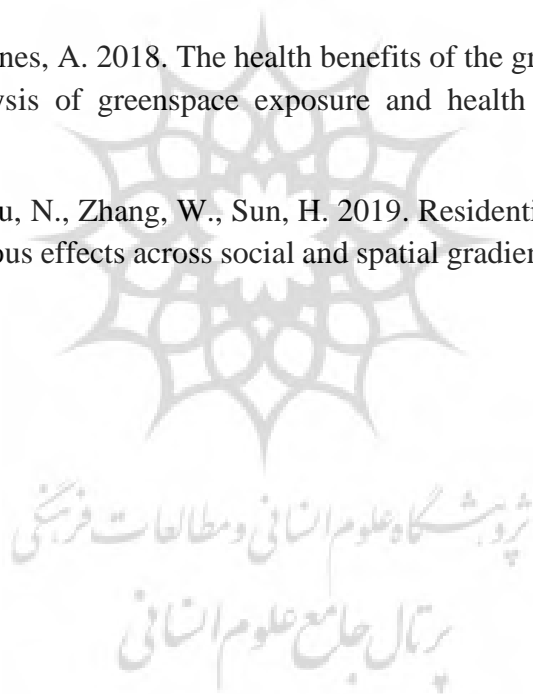 nes, A. 2018. The health benefits of the gr
ysis of greenspace exposure and health
u, N., Zhang, W., Sun, H. 2019. Residenti
ous effects across social and spatial gradien
پژوهشگاه علوم انسانی و مطالعات فرهنگی
پرتال جامع علوم انسانی